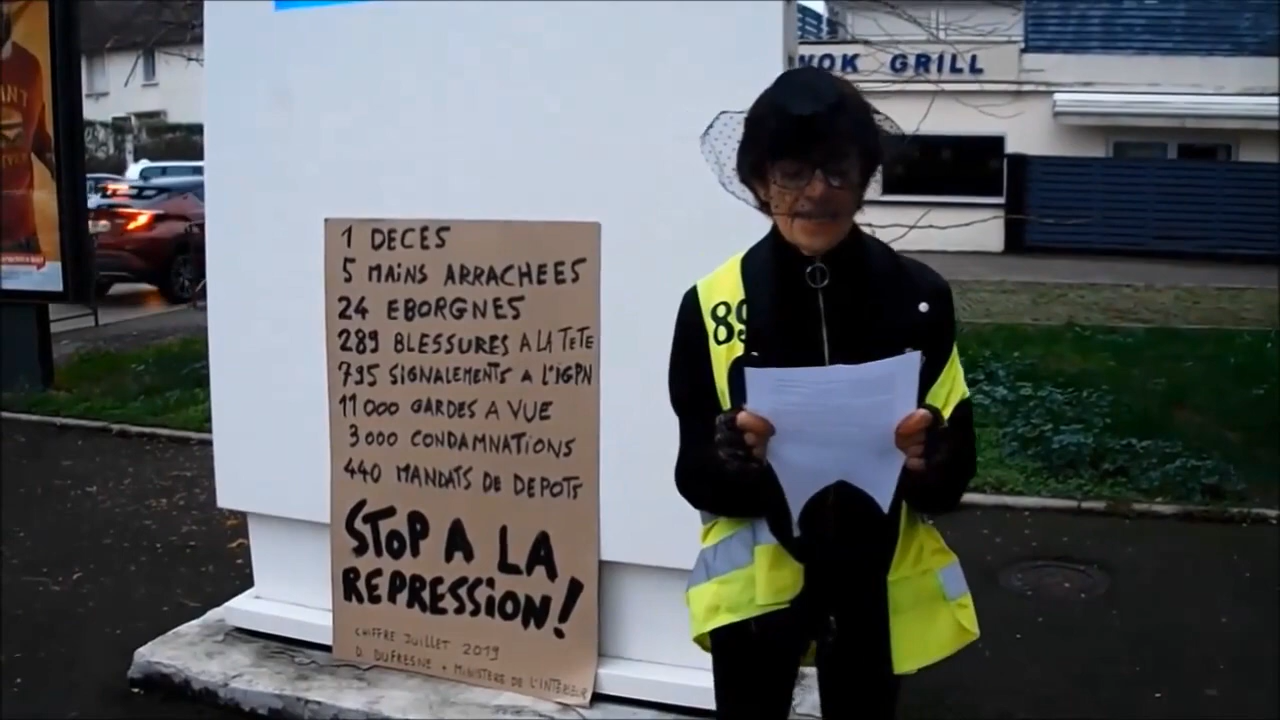 WOK GRILL
1 DECES
5 MAINS ARRACHEES
24 EBORGNES
289 BLESSURES A LA TETE
795 SIGNALEMENTS A L'IGPN
11 000 GARDES A VUE
3 000 CONDAMNATIONS
440 MANDATS DE DEPOTS
STOP A LA
REPRESSION!
CHIFFRE JUILLET 2019
D. DUFRESNE + MINISTERE DE L'INTERIEUR
89